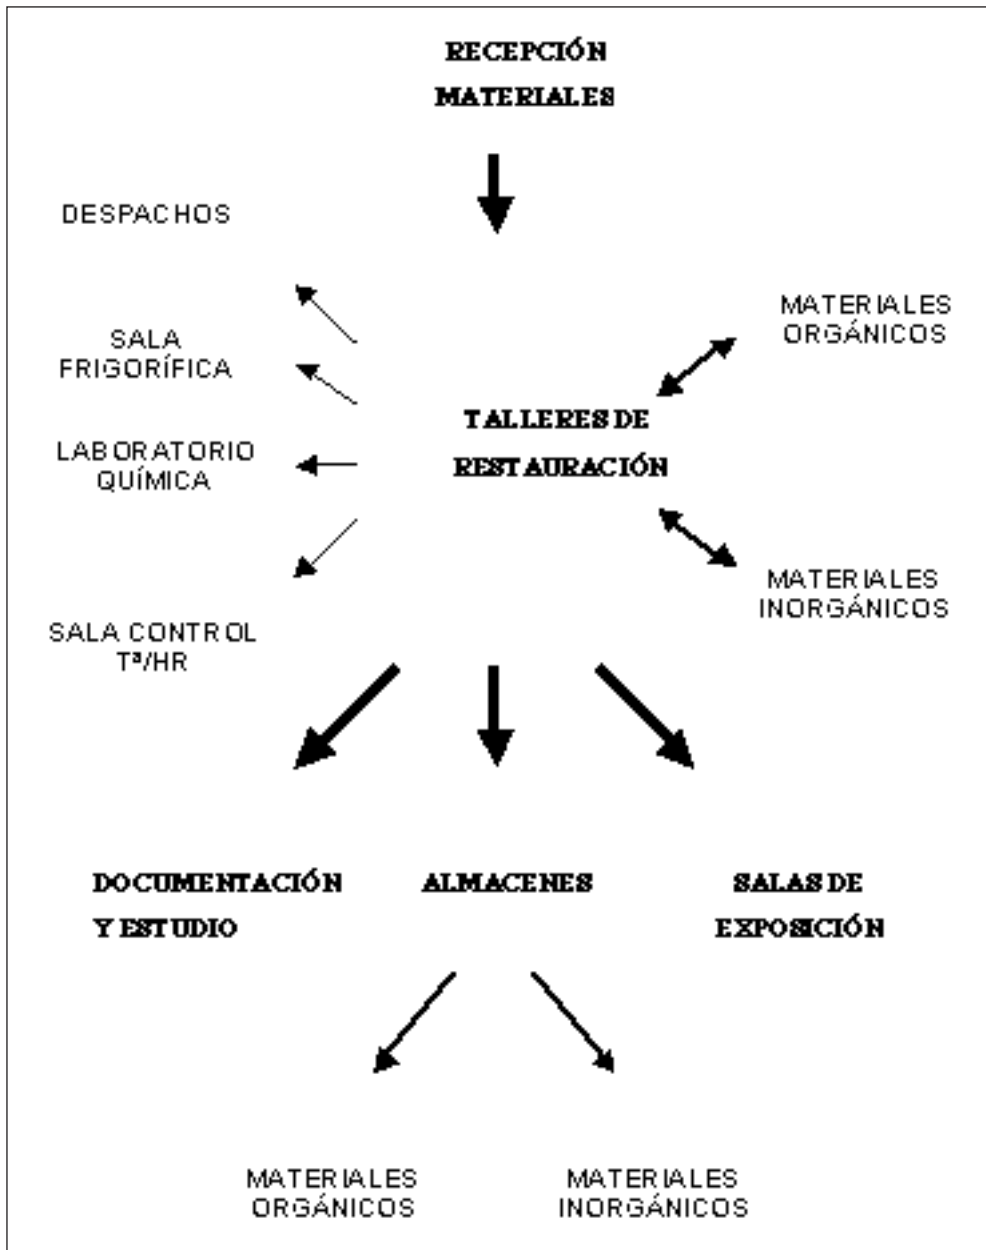 RECEPCIÓN
MATERIALES
DESPACHOS
MATERIALES
ORGÁNICOS
SALA
FRIGORÍFICA
TALLERES DE
RESTAURACIÓN
LABORATORIO
QUÍMICA
MATERIALES
INORGÁNICOS
SALA CONTROL
Tª/HR
DOCUMENTACIÓN
Y ESTUDIO
ALMACENES
SALAS DE
EXPOSICIÓN
MATERIALES
ORGÁNICOS
MATERIALES
INORGÁNICOS